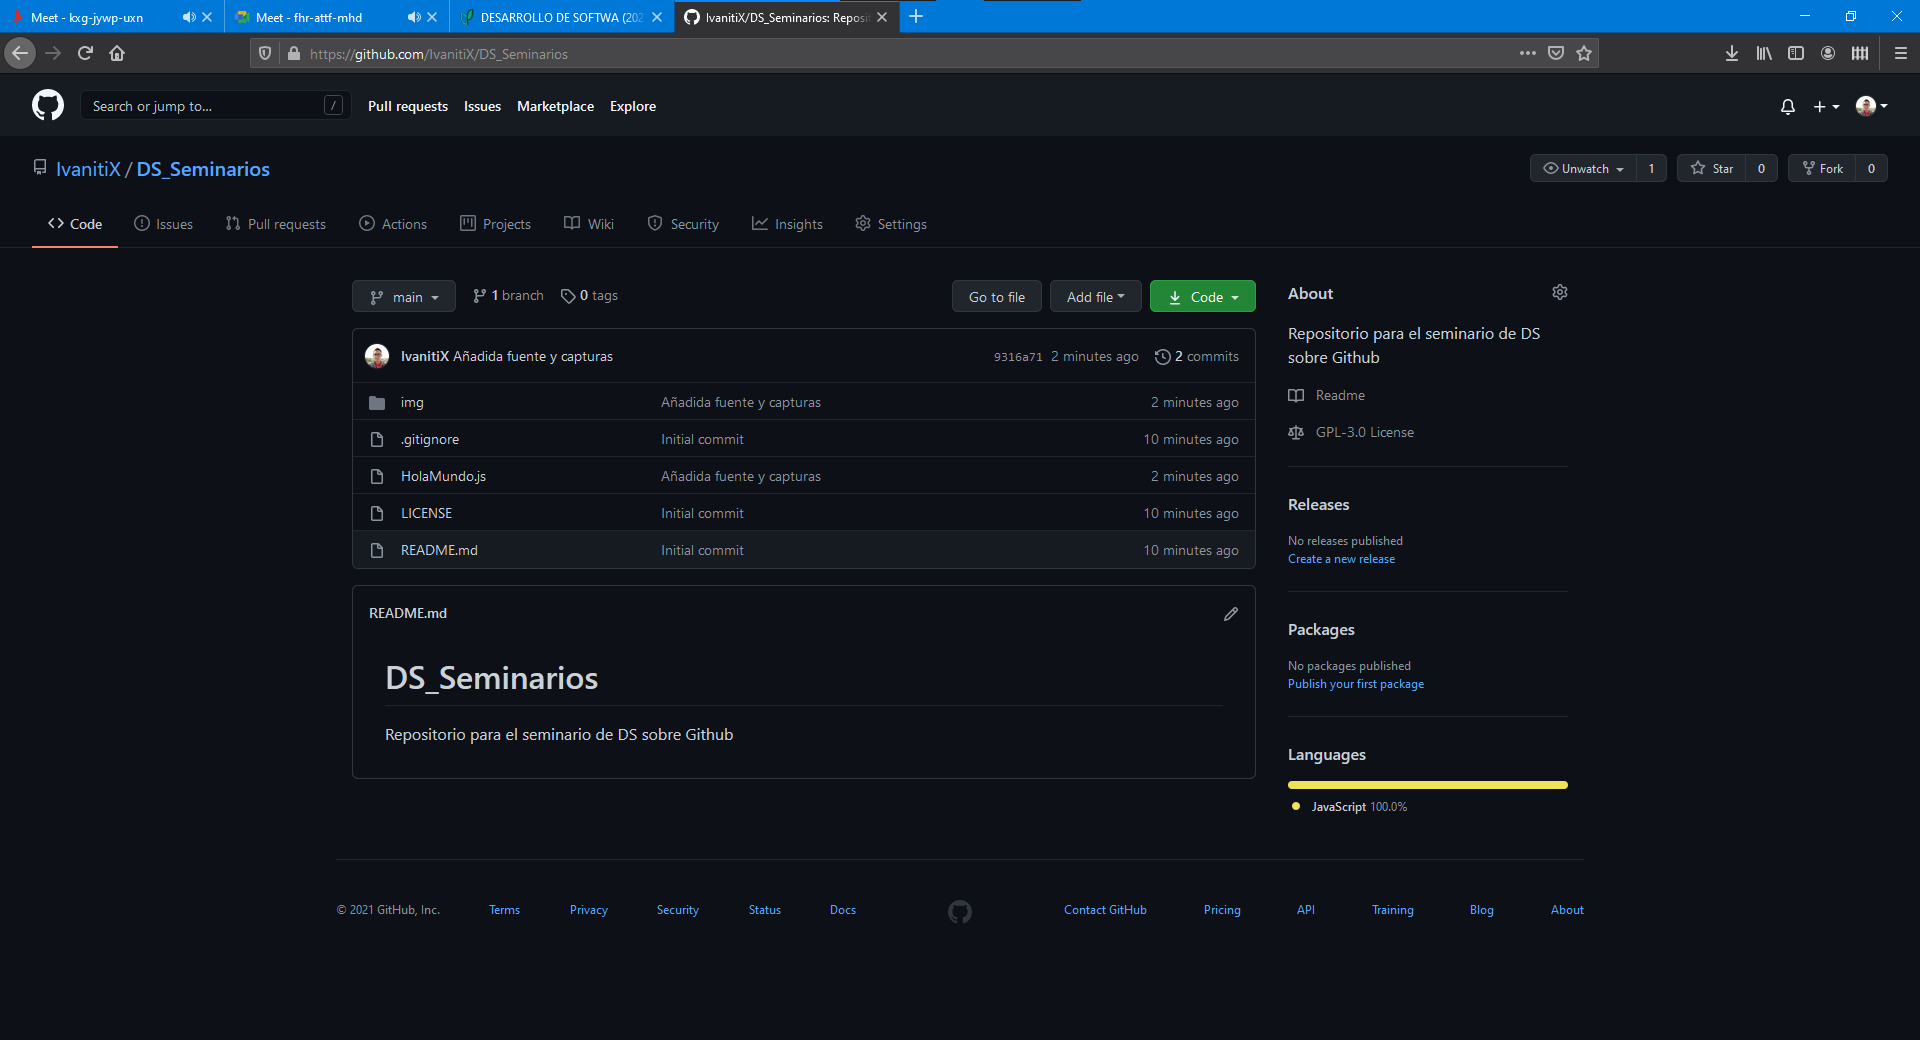 Meet - kxg-jywp-uxn
Meet - fhr-attf-mhd
DESARROLLO DE SOFTWA (202
IvanitiX/DS_Seminarios: Reposi
https://github.com/IvanitiX/DS_Seminarios
Search or jump to... /
Pull requests Issues Marketplace Explore
IvanitiX / DS_Seminarios
Unwatch 1 Star 0 Fork 0
Code Issues Pull requests Actions Projects Wiki Security Insights Settings
main 1 branch 0 tags
Go to file Add file Code
IvanitiX Añadida fuente y capturas 9316a71 2 minutes ago 2 commits
img Añadida fuente y capturas 2 minutes ago
.gitignore Initial commit 10 minutes ago
HolaMundo.js Añadida fuente y capturas 2 minutes ago
LICENSE Initial commit 10 minutes ago
README.md Initial commit 10 minutes ago
README.md
DS_Seminarios
Repositorio para el seminario de DS sobre Github
About
Repositorio para el seminario de DS
sobre Github
Readme
GPL-3.0 License
Releases
No releases published
Create a new release
Packages
No packages published
Publish your first package
Languages
JavaScript 100.0%
© 2021 GitHub, Inc. Terms Privacy Security Status Docs Contact GitHub Pricing API Training Blog About